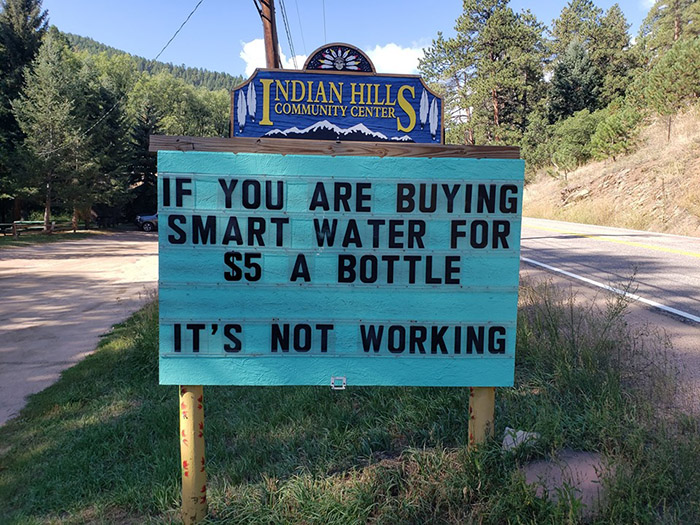 INDIAN HILLS
COMMUNITY CENTER
IF YOU ARE BUYING
SMART WATER FOR
$5 A BOTTLE
IT'S NOT WORKING